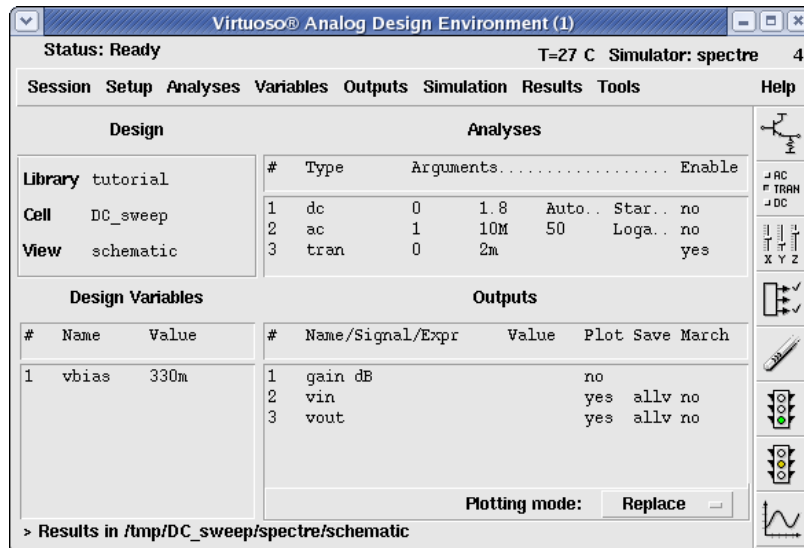 Virtuoso® Analog Design Environment (1)
Status: Ready
T=27 C Simulator: spectre 4
Session Setup Analyses Variables Outputs Simulation Results Tools Help
Design
Library tutorial
Cell DC_sweep
View schematic
Analyses
# Type Arguments................... Enable
1 dc 0 1.8 Auto.. Star.. no
2 ac 1 10M 50 Loga.. no
3 tran 0 2m yes
Design Variables
# Name Value
1 vbias 330m
Outputs
# Name/Signal/Expr Value Plot Save March
1 gain dB no
2 vin yes allv no
3 vout yes allv no
Plotting mode: Replace
> Results in /tmp/DC_sweep/spectre/schematic
AC
TRAN
DC
X Y Z